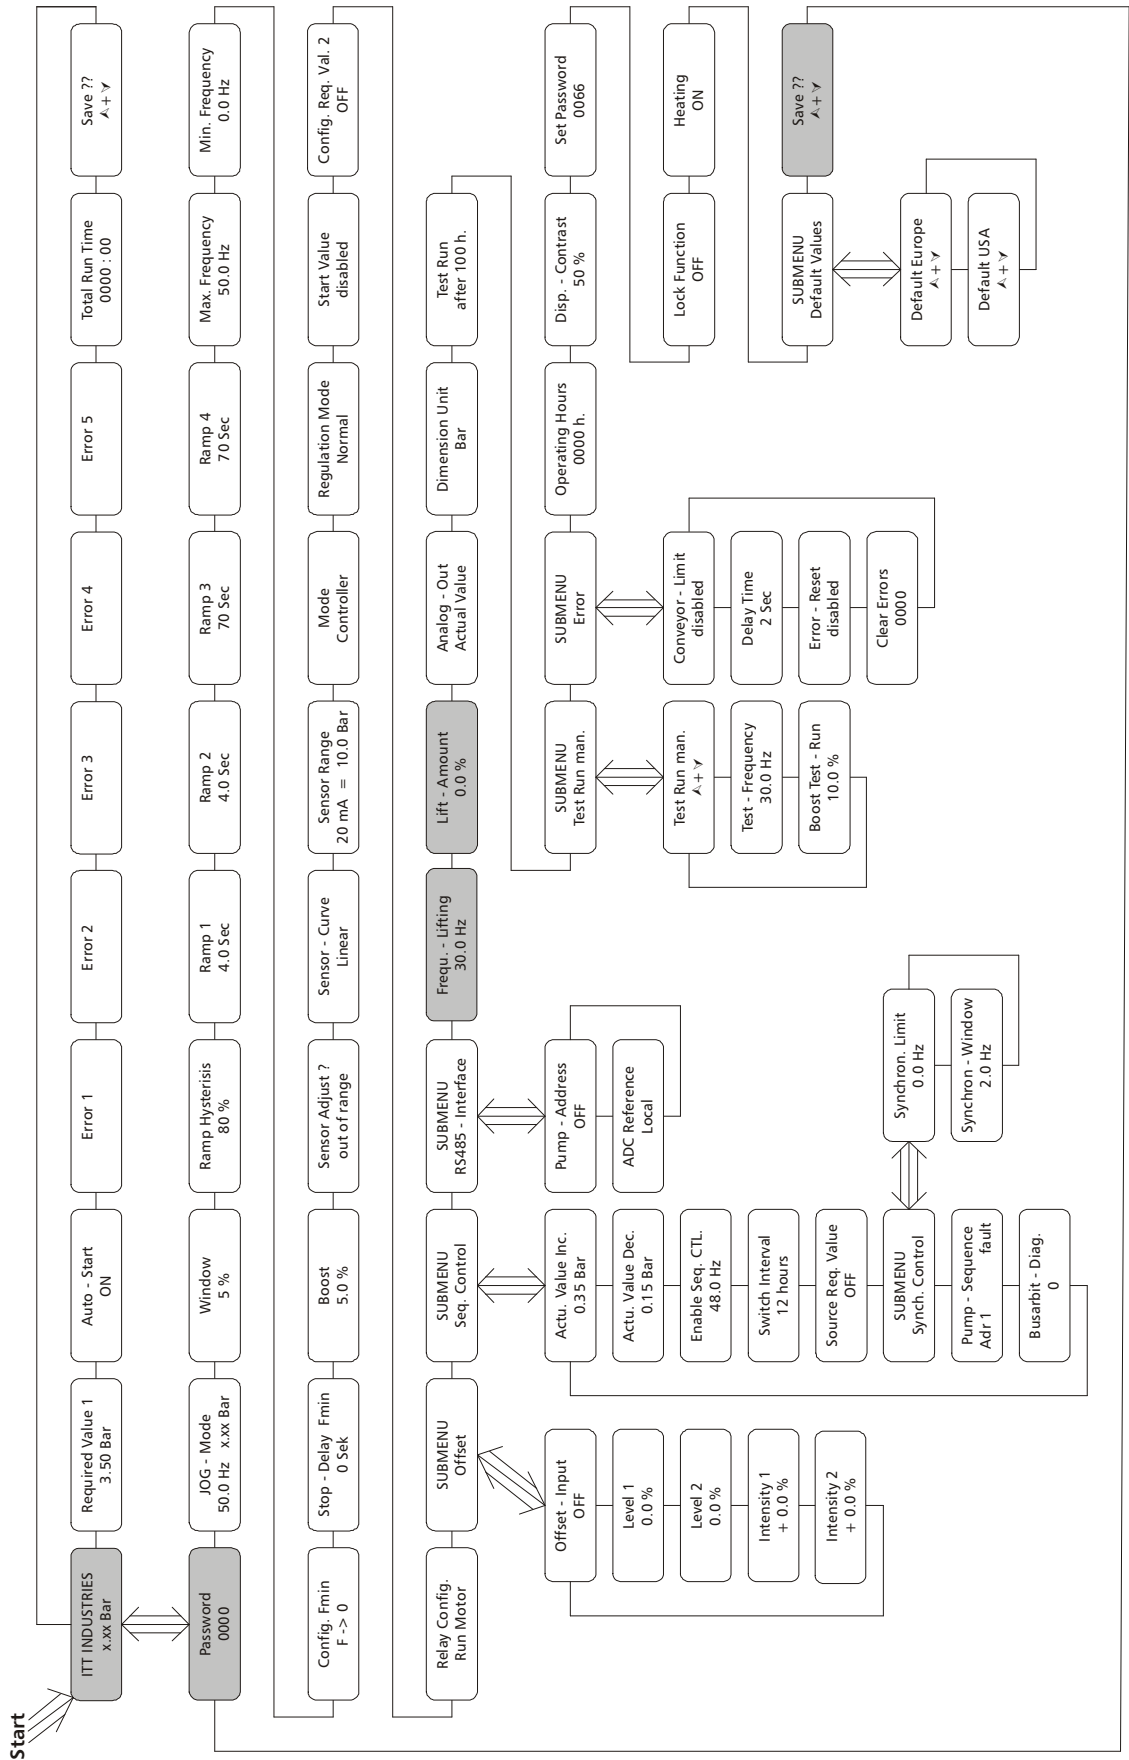 Start
ITT INDUSTRIES
x.xx Bar
Required Value 1
3.50 Bar
Auto - Start
ON
Error 1
Error 2
Error 3
Error 4
Error 5
Total Run Time
0000 : 00
Save ??
⮝ + ⮟
Password
0000
JOG - Mode
50.0 Hz x.xx Bar
Window
5 %
Ramp Hysterisis
80 %
Ramp 1
4.0 Sec
Ramp 2
4.0 Sec
Ramp 3
70 Sec
Ramp 4
70 Sec
Max. Frequency
50.0 Hz
Min. Frequency
0.0 Hz
Config. Fmin
F -> 0
Stop - Delay Fmin
0 Sek
Boost
5.0 %
Sensor Adjust ?
out of range
Sensor - Curve
Linear
Sensor Range
20 mA = 10.0 Bar
Mode
Controller
Regulation Mode
Normal
Start Value
disabled
Config. Req. Val. 2
OFF
Relay Config.
Run Motor
SUBMENU
Offset
SUBMENU
Seq. Control
SUBMENU
RS485 - Interface
Frequ. - Lifting
30.0 Hz
Lift - Amount
0.0 %
Analog - Out
Actual Value
Dimension Unit
Bar
Test Run
after 100 h.
Offset - Input
OFF
Level 1
0.0 %
Level 2
0.0 %
Intensity 1
+ 0.0 %
Intensity 2
+ 0.0 %
Actu. Value Inc.
0.35 Bar
Actu. Value Dec.
0.15 Bar
Enable Seq. CTL.
48.0 Hz
Switch Interval
12 hours
Source Req. Value
OFF
SUBMENU
Synch. Control
Pump - Sequence
Adr 1 fault
Busarbit - Diag.
0
Synchron. Limit
0.0 Hz
Synchron - Window
2.0 Hz
Pump - Address
OFF
ADC Reference
Local
SUBMENU
Test Run man.
SUBMENU
Error
Operating Hours
0000 h.
Disp. - Contrast
50 %
Set Password
0066
Test Run man.
⮝ + ⮟
Test - Frequency
30.0 Hz
Boost Test - Run
10.0 %
Conveyor - Limit
disabled
Delay Time
2 Sec
Error - Reset
disabled
Clear Errors
0000
Lock Function
OFF
Heating
ON
SUBMENU
Default Values
Save ??
⮝ + ⮟
Default Europe
⮝ + ⮟
Default USA
⮝ + ⮟